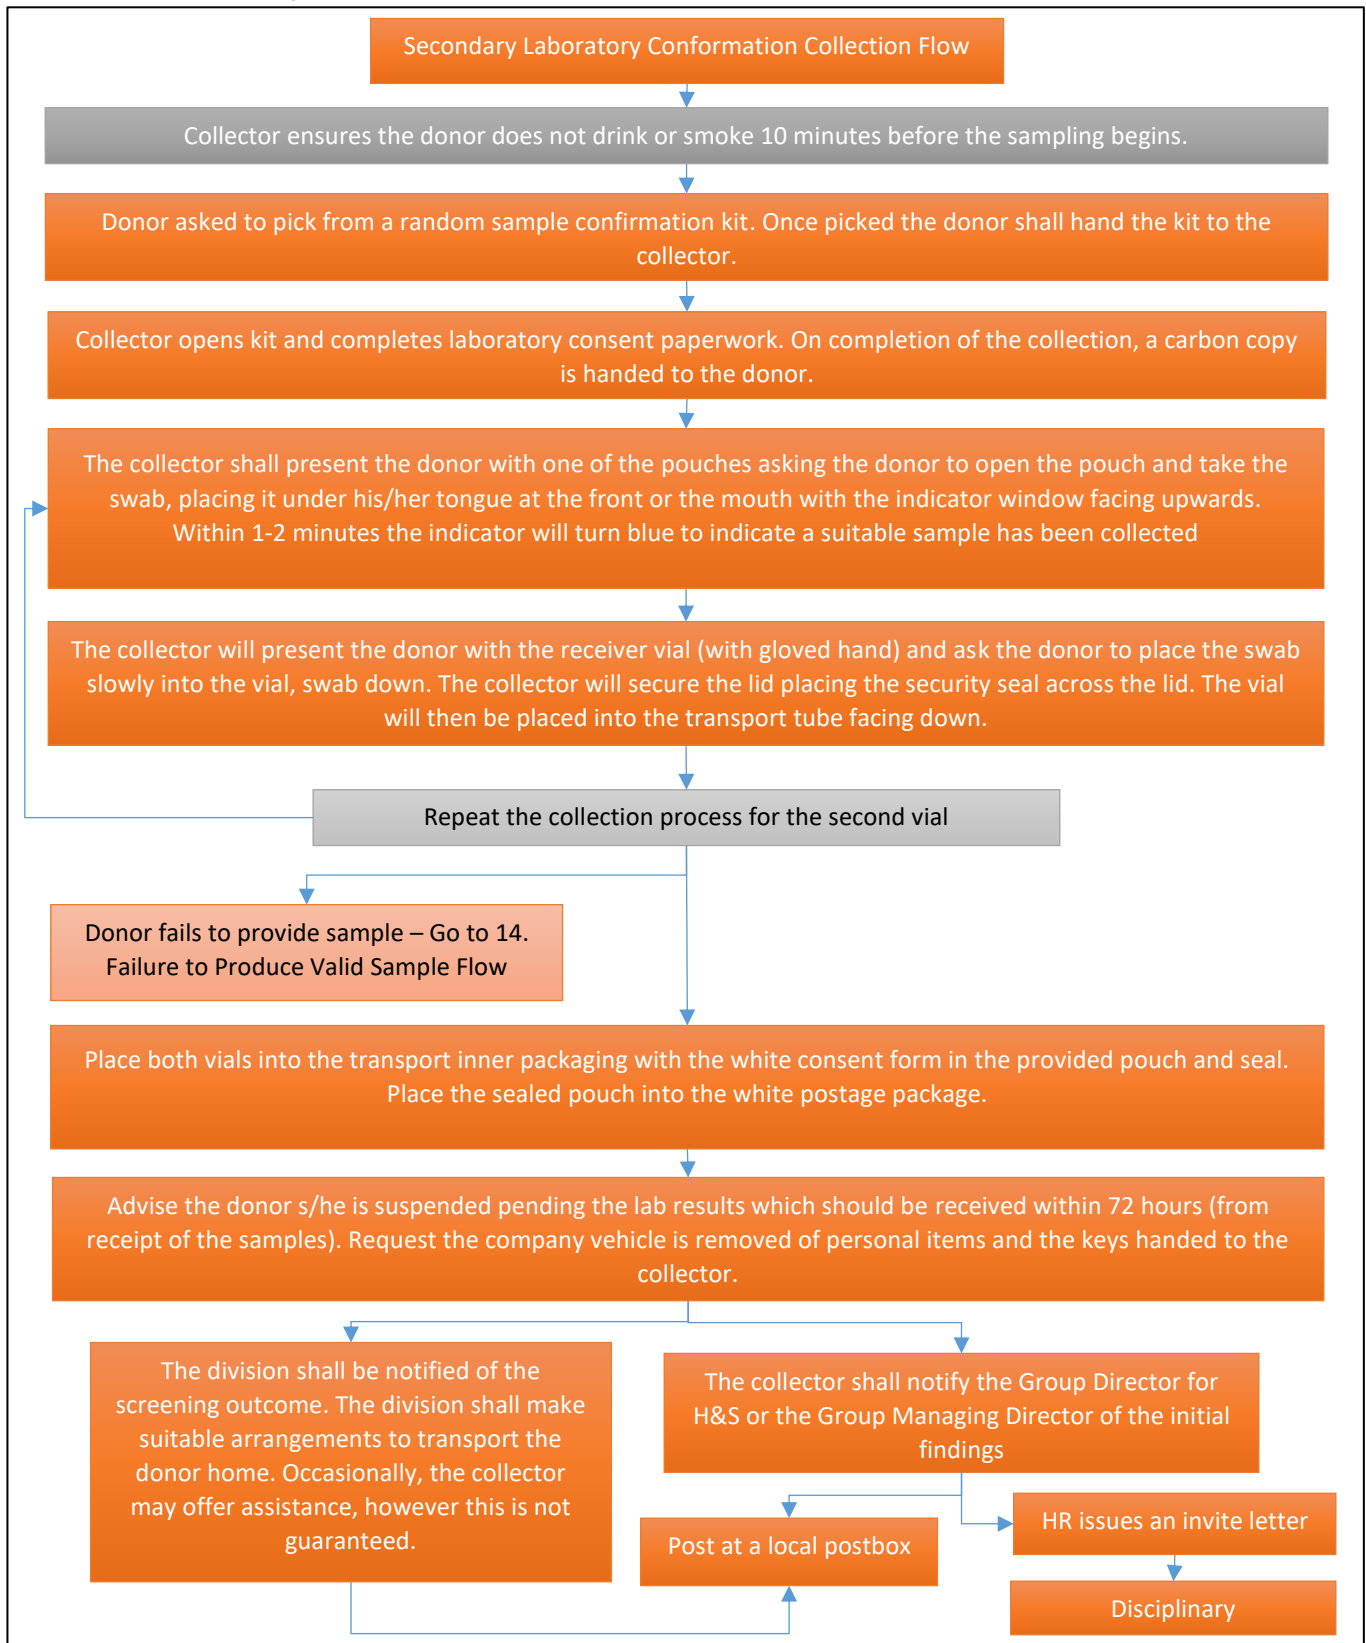 Secondary Laboratory Conformation Collection Flow
Collector ensures the donor does not drink or smoke 10 minutes before the sampling begins.
Donor asked to pick from a random sample confirmation kit. Once picked the donor shall hand the kit to the
collector.
Collector opens kit and completes laboratory consent paperwork. On completion of the collection, a carbon copy
is handed to the donor.
The collector shall present the donor with one of the pouches asking the donor to open the pouch and take the
swab, placing it under his/her tongue at the front or the mouth with the indicator window facing upwards.
Within 1-2 minutes the indicator will turn blue to indicate a suitable sample has been collected
The collector will present the donor with the receiver vial (with gloved hand) and ask the donor to place the swab
slowly into the vial, swab down. The collector will secure the lid placing the security seal across the lid. The vial
will then be placed into the transport tube facing down.
Repeat the collection process for the second vial
Donor fails to provide sample – Go to 14.
Failure to Produce Valid Sample Flow
Place both vials into the transport inner packaging with the white consent form in the provided pouch and seal.
Place the sealed pouch into the white postage package.
Advise the donor s/he is suspended pending the lab results which should be received within 72 hours (from
receipt of the samples). Request the company vehicle is removed of personal items and the keys handed to the
collector.
The division shall be notified of the
screening outcome. The division shall make
suitable arrangements to transport the
donor home. Occasionally, the collector
may offer assistance, however this is not
guaranteed.
The collector shall notify the Group Director for
H&S or the Group Managing Director of the initial
findings
Post at a local postbox
HR issues an invite letter
Disciplinary